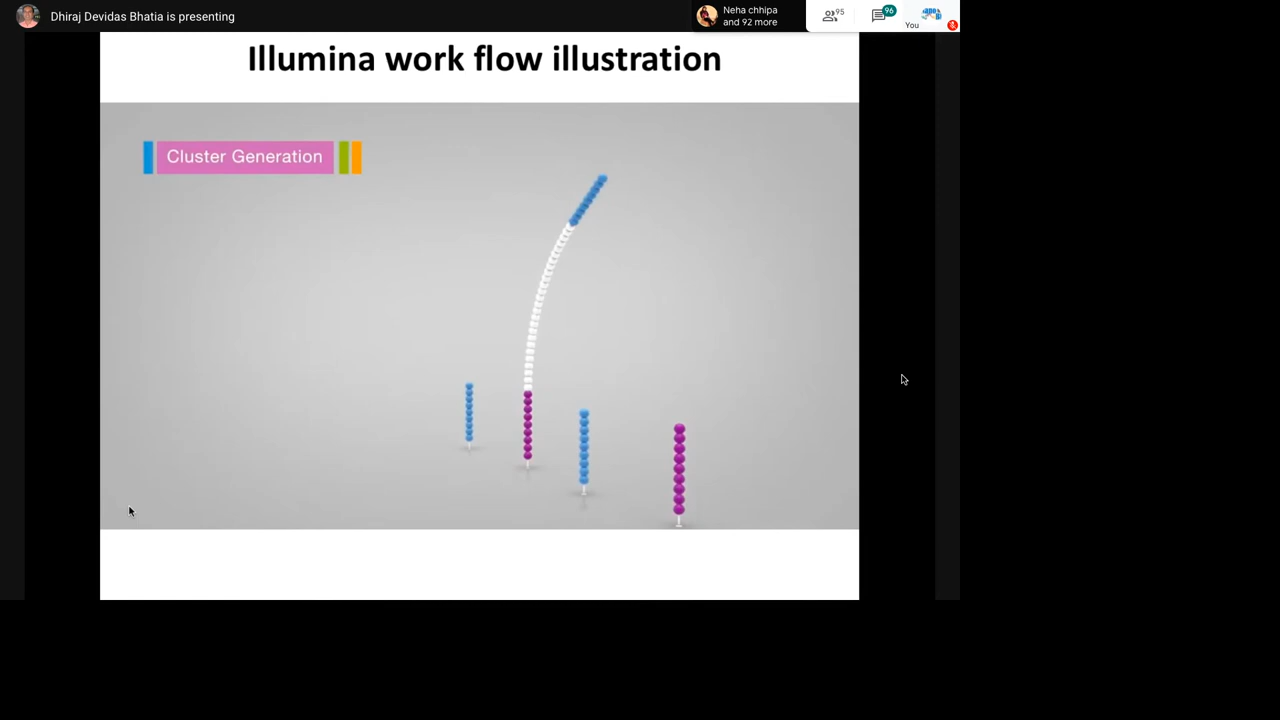 Dhiraj Devidas Bhatia is presenting
Neha chhipa
and 92 more
95
96
You
Illumina work flow illustration
Cluster Generation